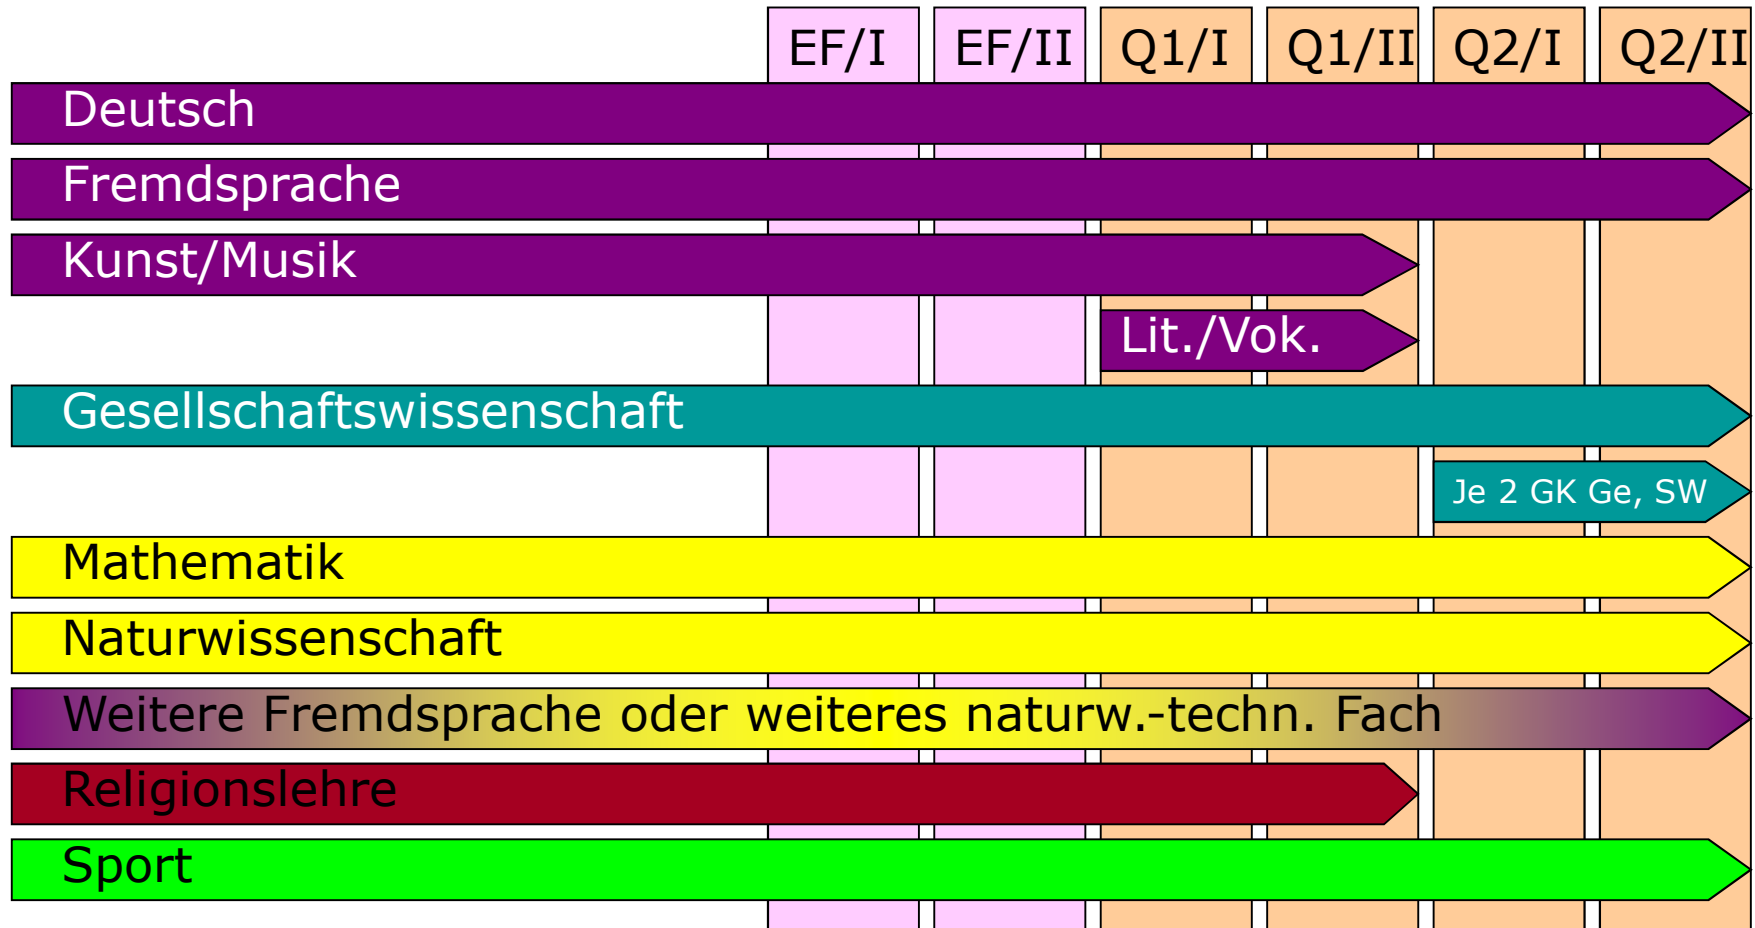 EF/I EF/II Q1/I Q1/II Q2/I Q2/II
Deutsch
Fremdsprache
Kunst/Musik
Lit./Vok.
Gesellschaftswissenschaft
Je 2 GK Ge, SW
Mathematik
Naturwissenschaft
Weitere Fremdsprache oder weiteres naturw.-techn. Fach
Religionslehre
Sport